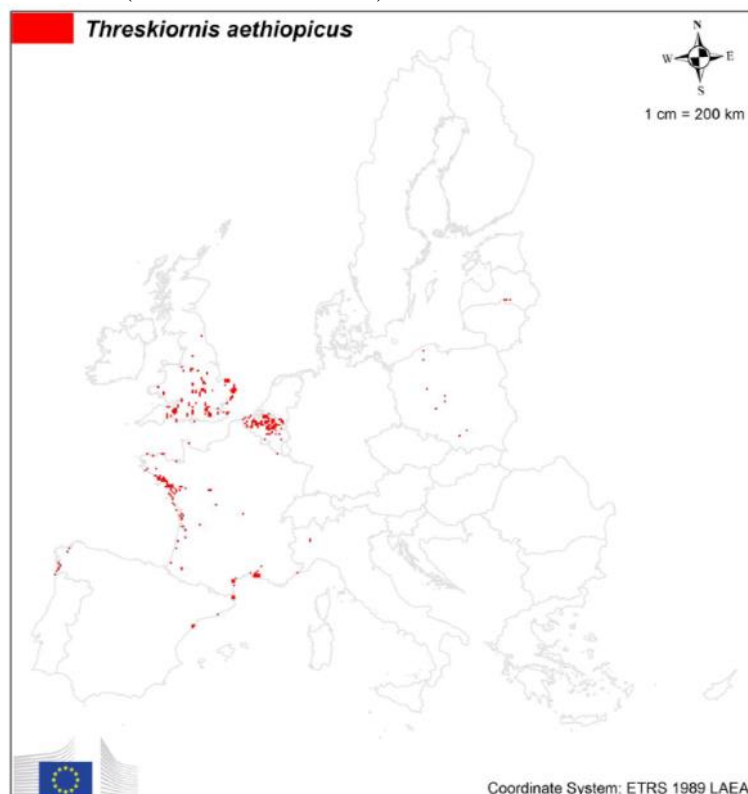 Threskiornis aethiopicus
N
W E
S
1 cm = 200 km
Coordinate System: ETRS 1989 LAEA